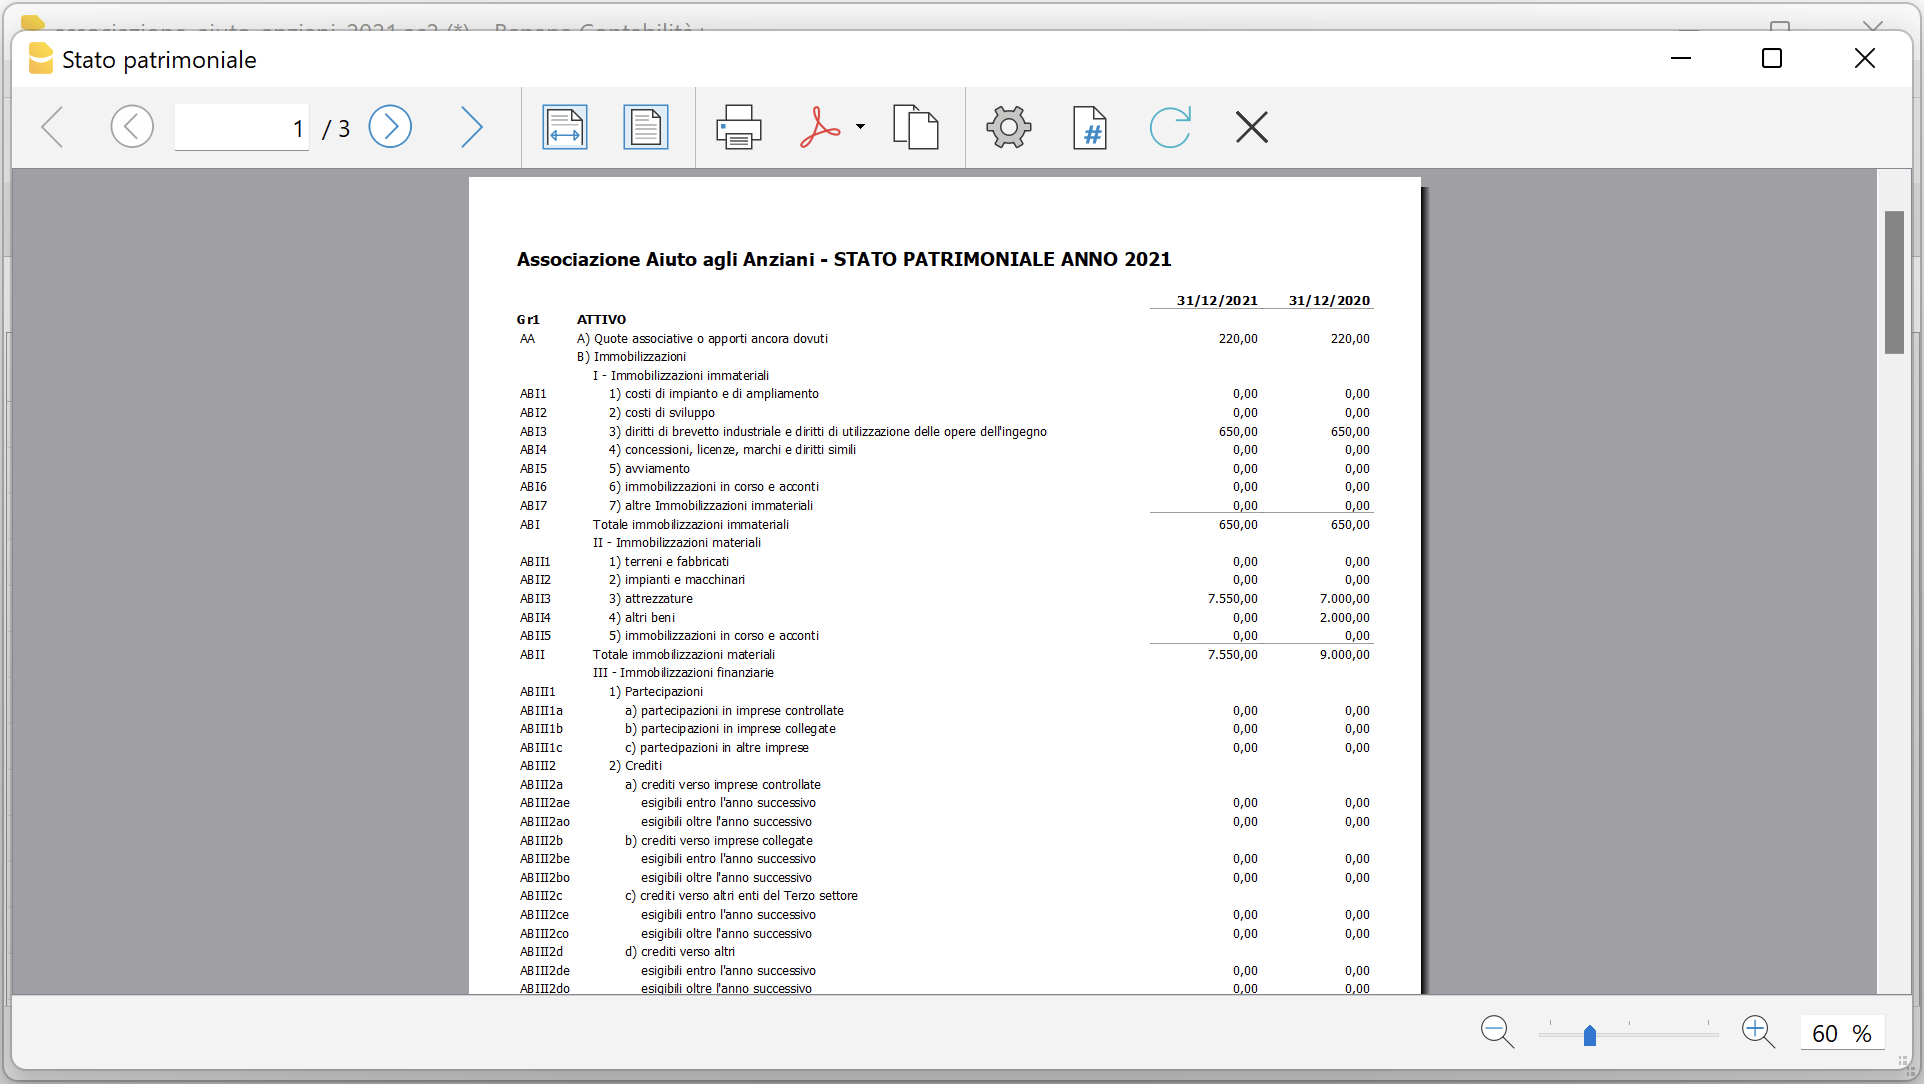 associazione_aiuto_anziani_2021.ac2 (*) - Banana Contabilità+
Stato patrimoniale
1 / 3
#
Associazione Aiuto agli Anziani - STATO PATRIMONIALE ANNO 2021
31/12/2021 31/12/2020
Gr1 ATTIVO
AA A) Quote associative o apporti ancora dovuti 220,00 220,00
B) Immobilizzazioni
I - Immobilizzazioni immateriali
ABI1 1) costi di impianto e di ampliamento 0,00 0,00
ABI2 2) costi di sviluppo 0,00 0,00
ABI3 3) diritti di brevetto industriale e diritti di utilizzazione delle opere dell'ingegno 650,00 650,00
ABI4 4) concessioni, licenze, marchi e diritti simili 0,00 0,00
ABI5 5) avviamento 0,00 0,00
ABI6 6) immobilizzazioni in corso e acconti 0,00 0,00
ABI7 7) altre Immobilizzazioni immateriali 0,00 0,00
ABI Totale immobilizzazioni immateriali 650,00 650,00
II - Immobilizzazioni materiali
ABII1 1) terreni e fabbricati 0,00 0,00
ABII2 2) impianti e macchinari 0,00 0,00
ABII3 3) attrezzature 7.550,00 7.000,00
ABII4 4) altri beni 0,00 2.000,00
ABII5 5) immobilizzazioni in corso e acconti 0,00 0,00
ABII Totale immobilizzazioni materiali 7.550,00 9.000,00
III - Immobilizzazioni finanziarie
ABIII1 1) Partecipazioni
ABIII1a a) partecipazioni in imprese controllate 0,00 0,00
ABIII1b b) partecipazioni in imprese collegate 0,00 0,00
ABIII1c c) partecipazioni in altre imprese 0,00 0,00
ABIII2 2) Crediti
ABIII2a a) crediti verso imprese controllate
ABIII2ae esigibili entro l'anno successivo 0,00 0,00
ABIII2ao esigibili oltre l'anno successivo 0,00 0,00
ABIII2b b) crediti verso imprese collegate
ABIII2be esigibili entro l'anno successivo 0,00 0,00
ABIII2bo esigibili oltre l'anno successivo 0,00 0,00
ABIII2c c) crediti verso altri enti del Terzo settore
ABIII2ce esigibili entro l'anno successivo 0,00 0,00
ABIII2co esigibili oltre l'anno successivo 0,00 0,00
ABIII2d d) crediti verso altri
ABIII2de esigibili entro l'anno successivo 0,00 0,00
ABIII2do esigibili oltre l'anno successivo 0,00 0,00
60 %